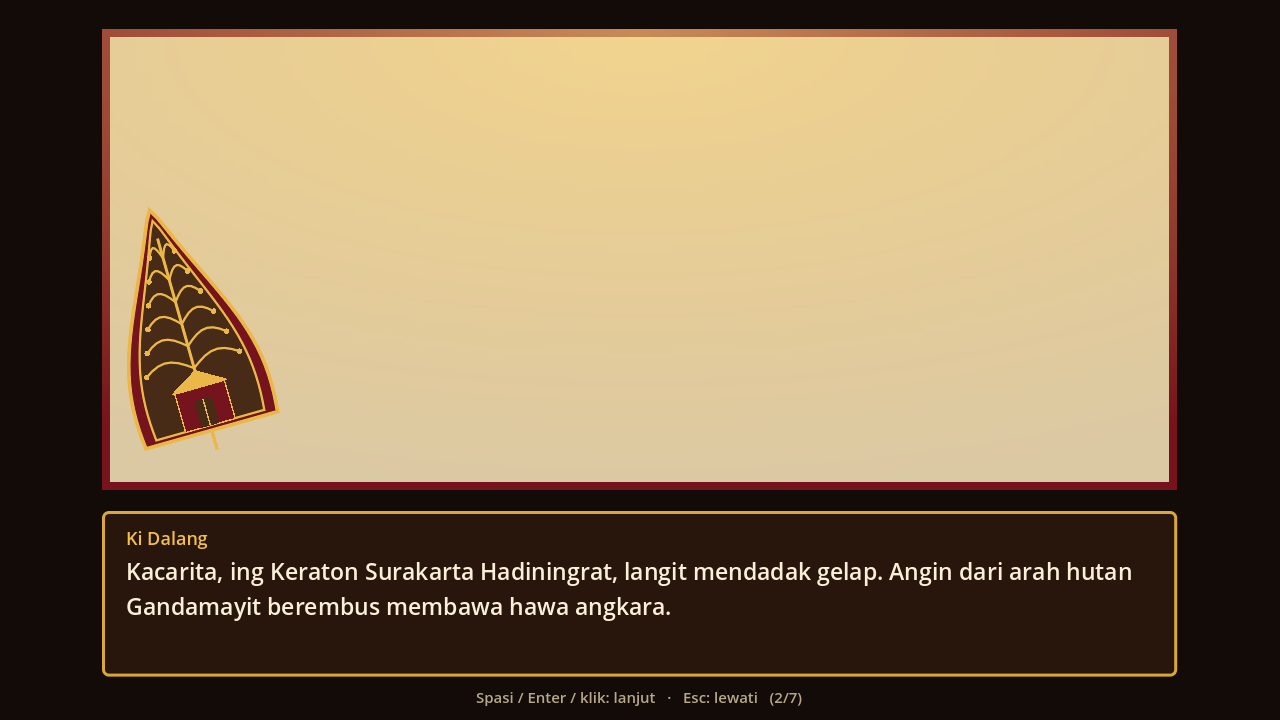 Ki Dalang
Kacarita, ing Keraton Surakarta Hadiningrat, langit mendadak gelap. Angin dari arah hutan
Gandamayit berembus membawa hawa angkara.
Spasi / Enter / klik: lanjut · Esc: lewati (2/7)